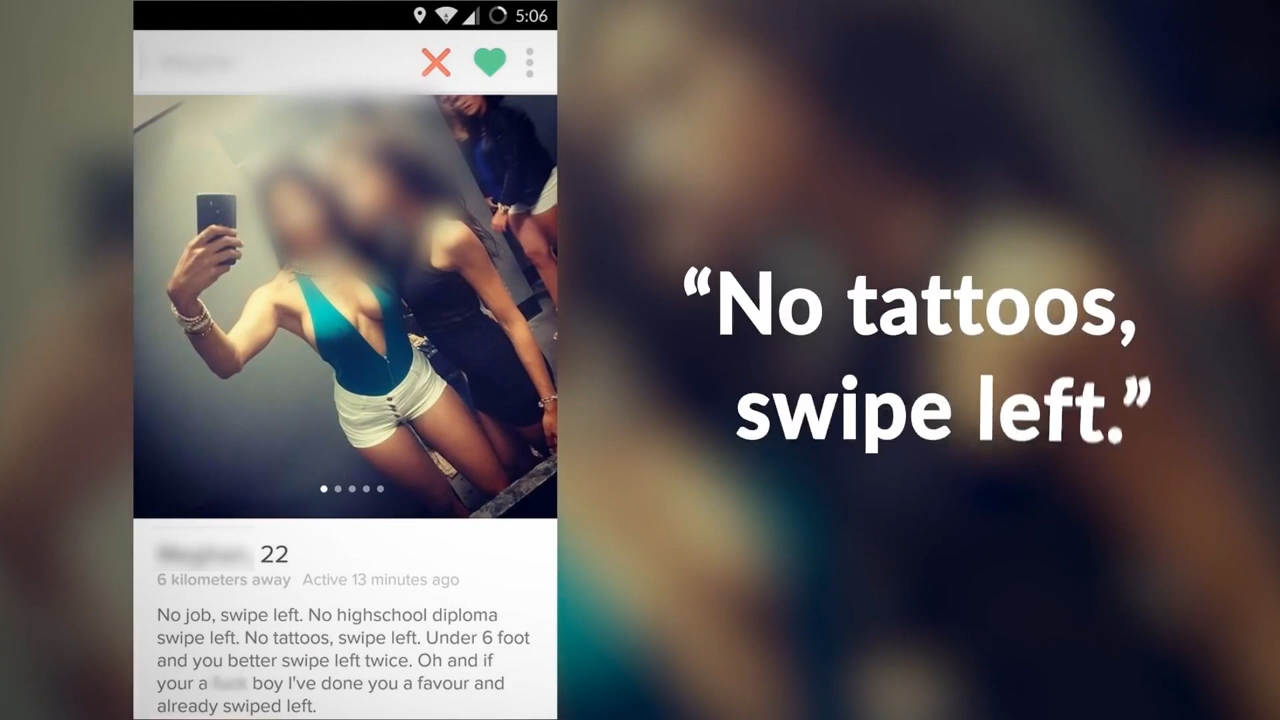 5:06
22
6 kilometers away Active 13 minutes ago
No job, swipe left. No highschool diploma
swipe left. No tattoos, swipe left. Under 6 foot
and you better swipe left twice. Oh and if
your a boy I've done you a favour and
already swiped left.
“No tattoos,
swipe left.”